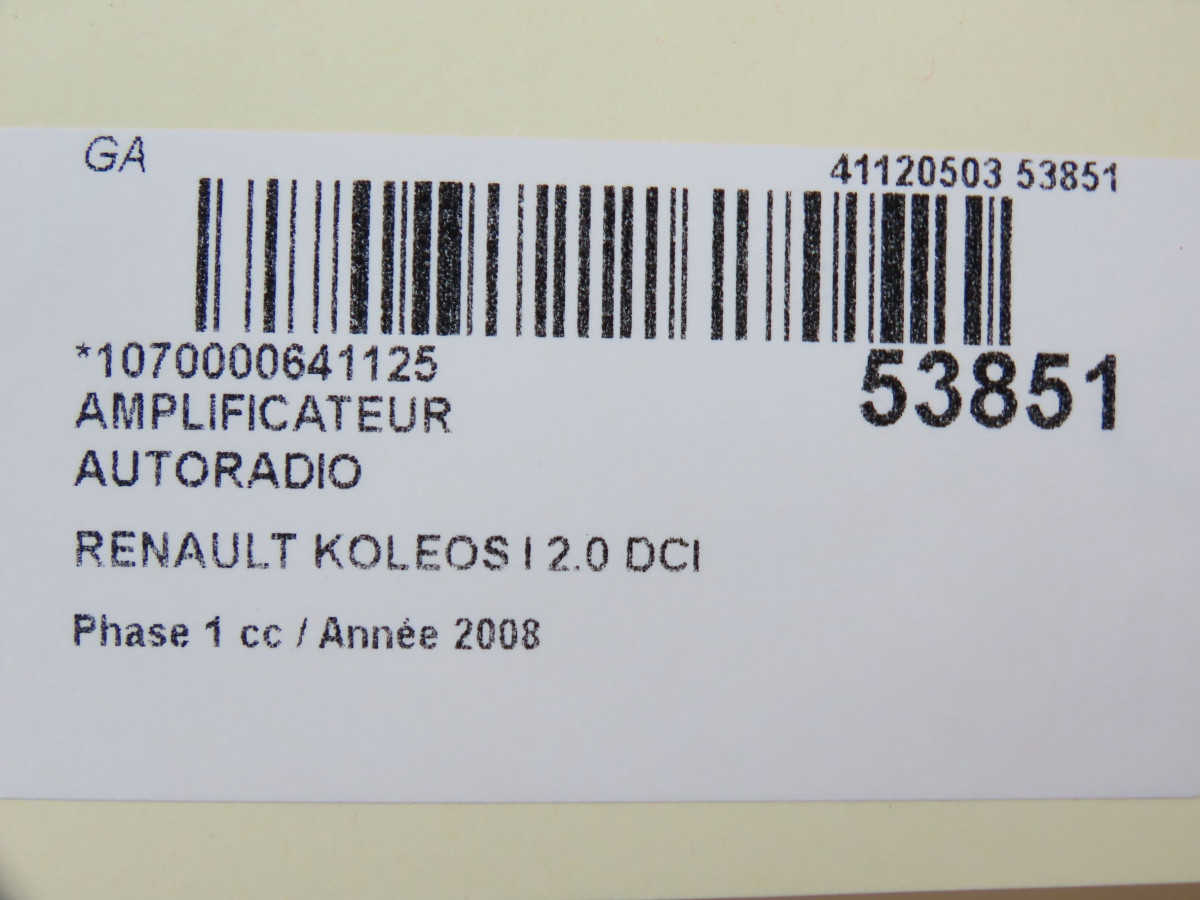 GA
41120503 53851
*1070000641125
53851
AMPLIFICATEUR
AUTORADIO
RENAULT KOLEOS I 2.0 DCI
Phase 1 cc / Année 2008